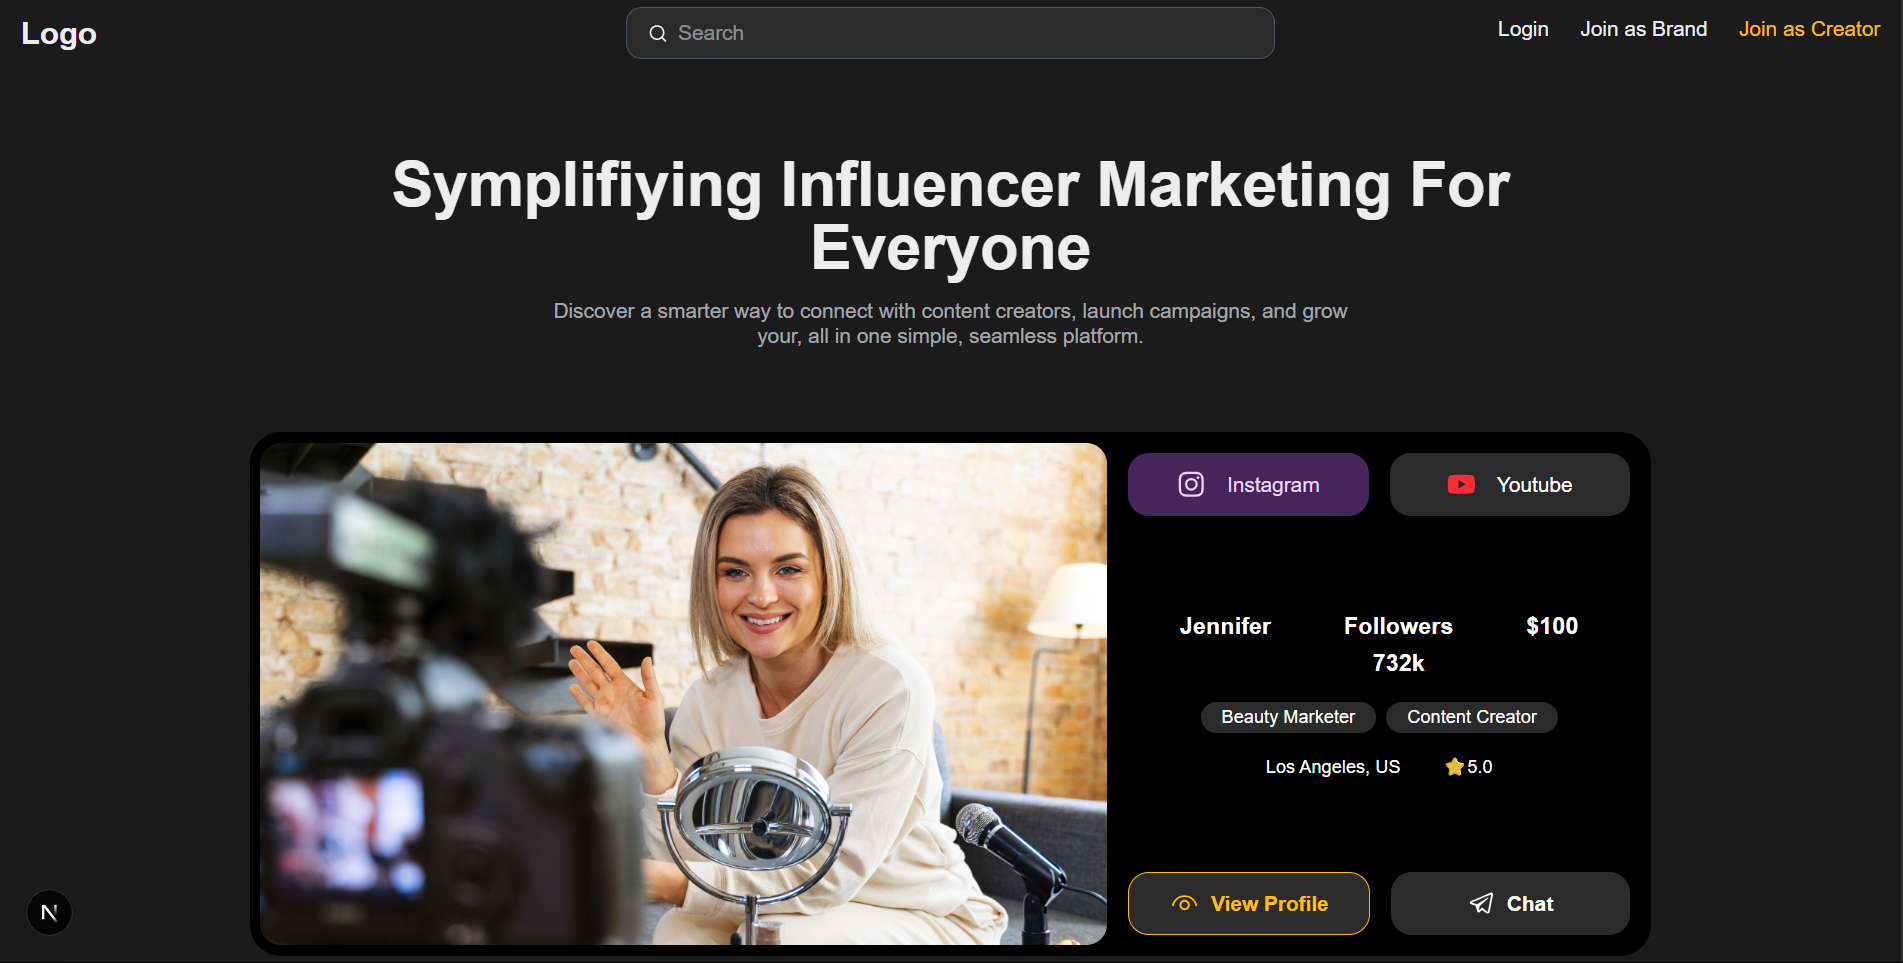 Logo
Search
Login
Join as Brand
Join as Creator
Symplifiying Influencer Marketing For
Everyone
Discover a smarter way to connect with content creators, launch campaigns, and grow
your, all in one simple, seamless platform.
Instagram
Youtube
Jennifer
Followers
732k
$100
Beauty Marketer
Content Creator
Los Angeles, US
5.0
View Profile
Chat
N